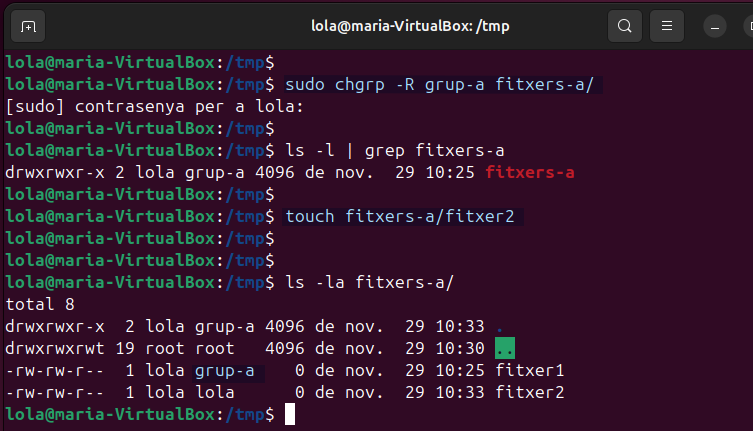 lola@maria-VirtualBox: /tmp
lola@maria-VirtualBox:/tmp$
lola@maria-VirtualBox:/tmp$ sudo chgrp -R grup-a fitxers-a/
[sudo] contrasenya per a lola:
lola@maria-VirtualBox:/tmp$
lola@maria-VirtualBox:/tmp$ ls -l | grep fitxers-a
drwxrwxr-x 2 lola grup-a 4096 de nov.  29 10:25 fitxers-a
lola@maria-VirtualBox:/tmp$
lola@maria-VirtualBox:/tmp$ touch fitxers-a/fitxer2
lola@maria-VirtualBox:/tmp$
lola@maria-VirtualBox:/tmp$
lola@maria-VirtualBox:/tmp$ ls -la fitxers-a/
total 8
drwxrwxr-x  2 lola grup-a 4096 de nov.  29 10:33 .
drwxrwxrwt 19 root root   4096 de nov.  29 10:30 ..
-rw-rw-r--  1 lola grup-a    0 de nov.  29 10:25 fitxer1
-rw-rw-r--  1 lola lola      0 de nov.  29 10:33 fitxer2
lola@maria-VirtualBox:/tmp$